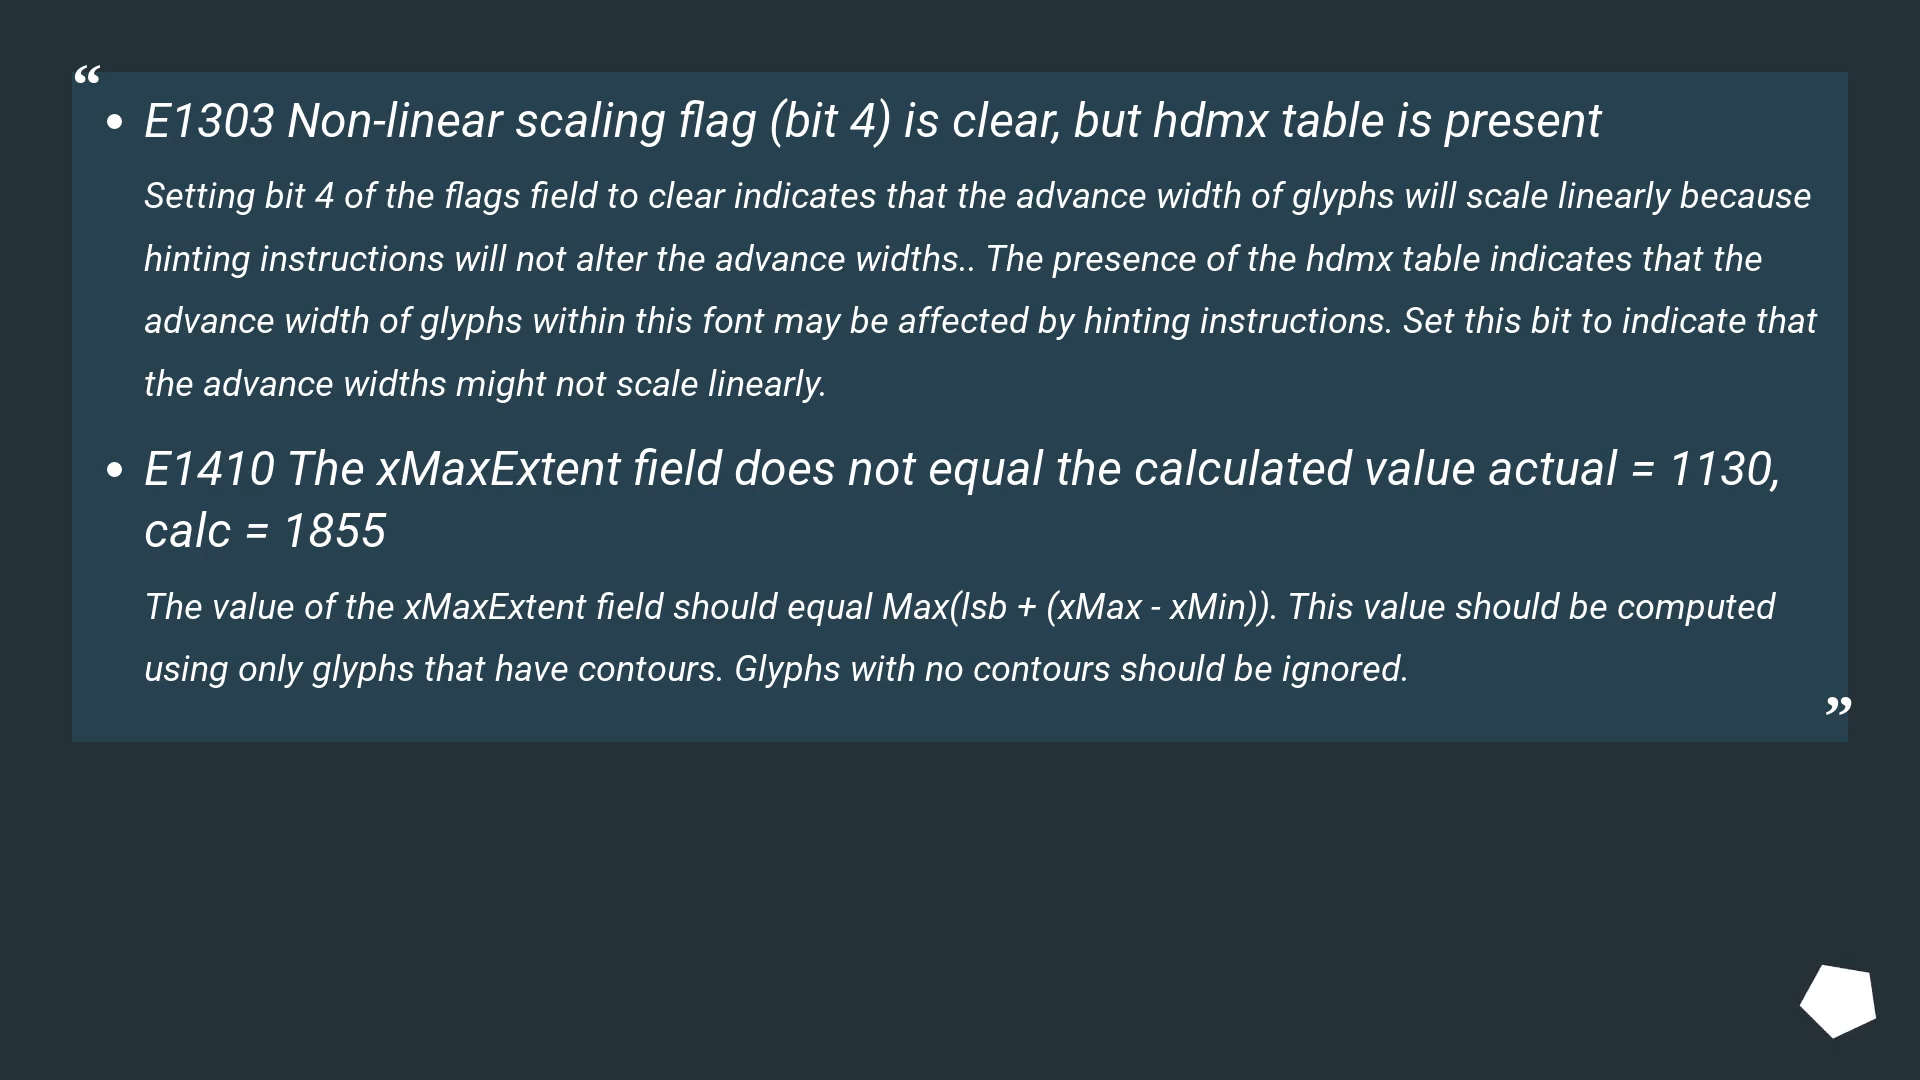 “
• E1303 Non-linear scaling flag (bit 4) is clear, but hdmx table is present
Setting bit 4 of the flags field to clear indicates that the advance width of glyphs will scale linearly because
hinting instructions will not alter the advance widths.. The presence of the hdmx table indicates that the
advance width of glyphs within this font may be affected by hinting instructions. Set this bit to indicate that
the advance widths might not scale linearly.
• E1410 The xMaxExtent field does not equal the calculated value actual = 1130,
calc = 1855
The value of the xMaxExtent field should equal Max(lsb + (xMax - xMin)). This value should be computed
using only glyphs that have contours. Glyphs with no contours should be ignored.
”